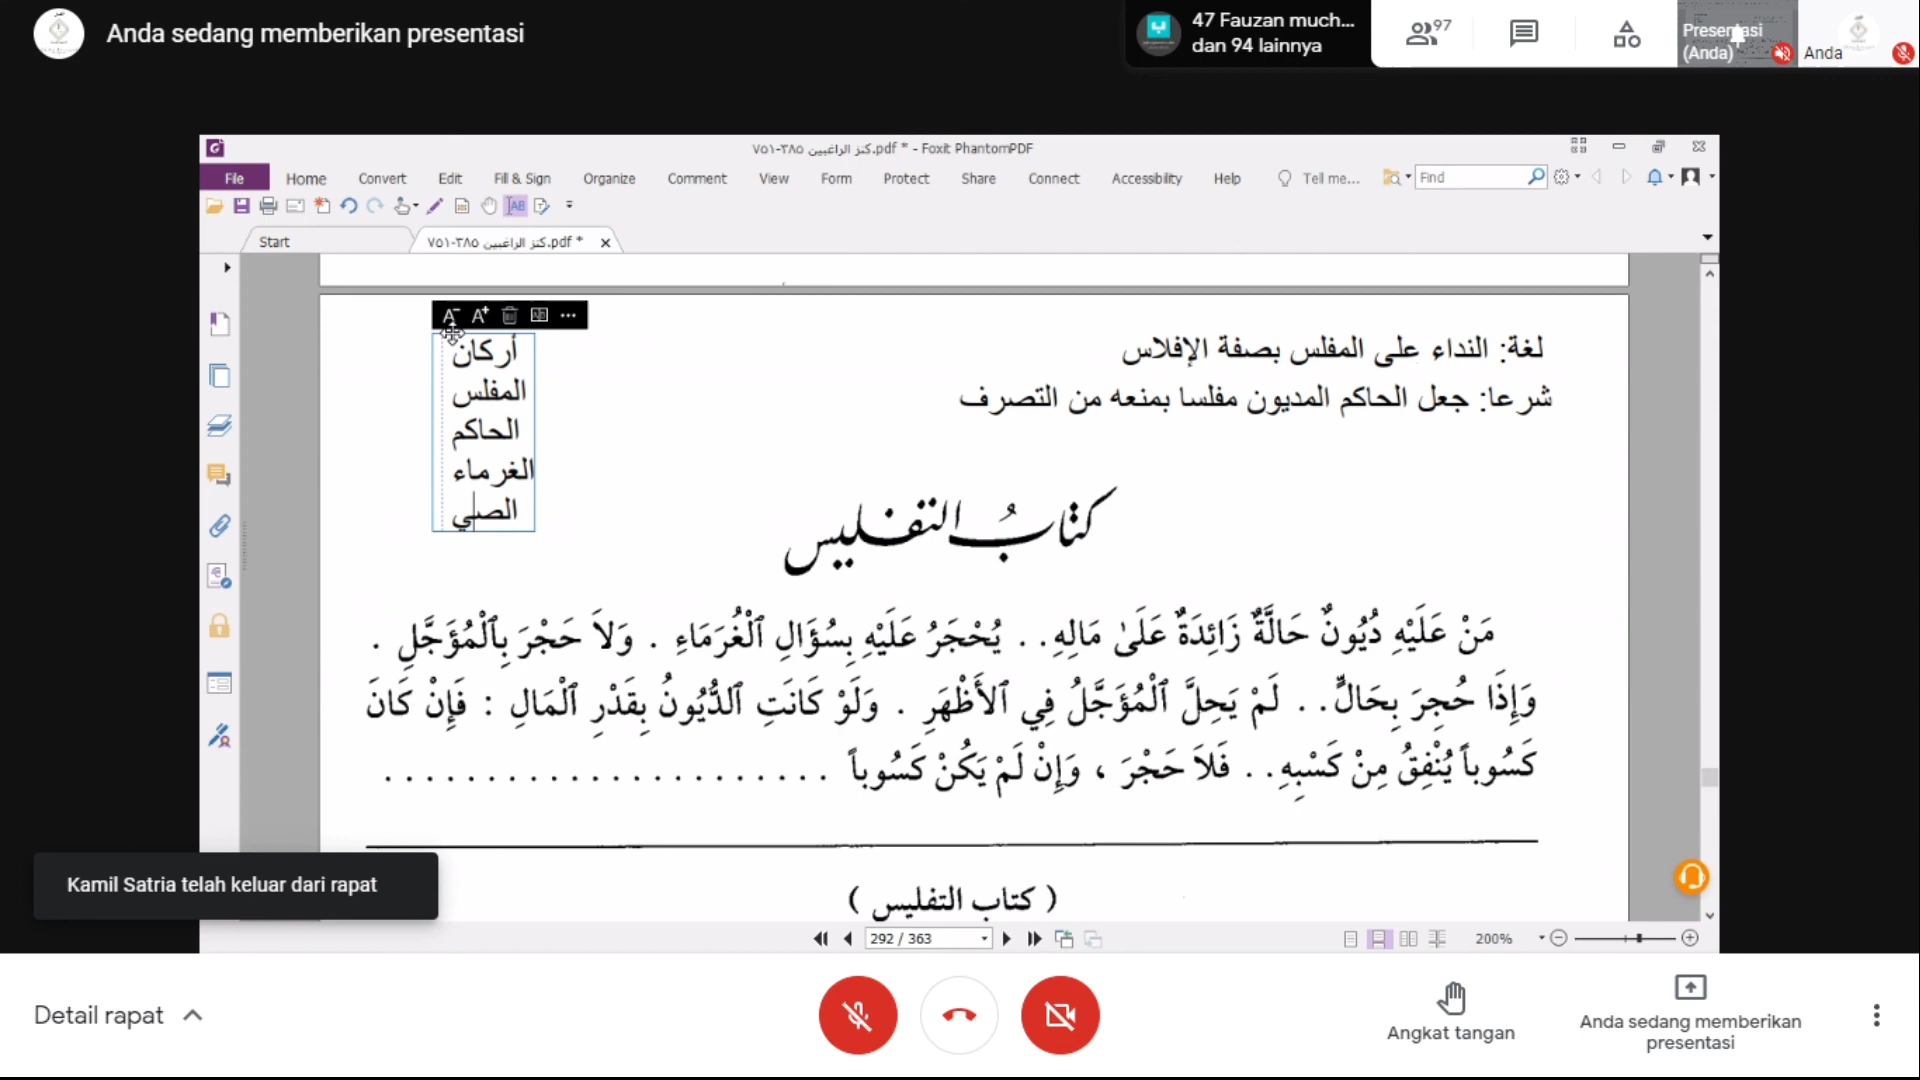 Anda sedang memberikan presentasi
47 Fauzan much...
dan 94 lainnya
97
Presentasi
(Anda)
Anda
كنز الراغبين ٣٨٥-٧٥١.pdf * - Foxit PhantomPDF
File
Home
Convert
Edit
Fill & Sign
Organize
Comment
View
Form
Protect
Share
Connect
Accessibility
Help
Tell me...
Find
Start
كنز الراغبين ٣٨٥-٧٥١.pdf *
لغة: النداء على المفلس بصفة الإفلاس
شرعا: جعل الحاكم المديون مفلسا بمنعه من التصرف
أركان
المفلس
الحاكم
الغرماء
الصي
كتابُ التفليس
مَنْ عَلَيْهِ دُيُونٌ حَالَّةٌ زَائِدَةٌ عَلَىٰ مَالِهِ . . يُحْجَرُ عَلَيْهِ بِسُؤَالِ ٱلْغُرَمَاءِ . وَلاَ حَجْرَ بِٱلْمُؤَجَّلِ .
وَإِذَا حُجِرَ بِحَالٍّ . . لَمْ يَحِلَّ ٱلْمُؤَجَّلُ فِي ٱلأَظْهَرِ . وَلَوْ كَانَتِ ٱلدُّيُونُ بِقَدْرِ ٱلْمَالِ : فَإِنْ كَانَ
كَسُوباً يُنْفِقُ مِنْ كَسْبِهِ . . فَلاَ حَجْرَ ، وَإِنْ لَمْ يَكُنْ كَسُوباً . . . . . . . . . . . . . . . . . . . . . .
( كتاب التفليس )
Kamil Satria telah keluar dari rapat
292 / 363
200%
Detail rapat
Angkat tangan
Anda sedang memberikan
presentasi